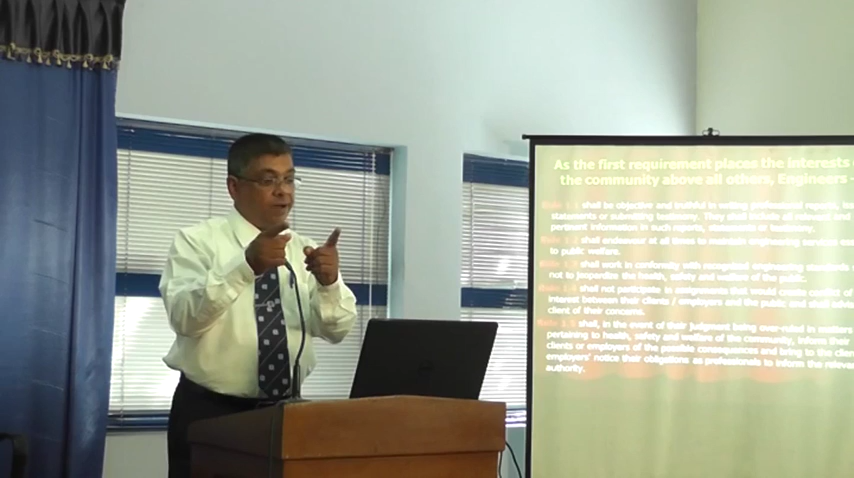 As the first requirement places the interests
the community above all others, Engineers -
Rule 1.1 shall be objective and truthful in writing professional reports,
statements or submitting testimony. They shall include all relevant and
pertinent information in such reports, statements or testimony.
Rule 1.2 shall endeavour at all times to engineering services
to public welfare.
Rule 1.3 shall work in conformity with recognized engineering standards
not to jeopardize the health, safety and welfare of the public.
Rule 1.4 shall not participate in assignments that would create conflict of
interest between their clients / employers and the public and shall
client of their concerns.
Rule 1.5 shall, in the event of their judgment being over-ruled in matters
pertaining to health, safety and welfare of the community, inform their
clients or employers of the possible consequences and bring to the
employers' notice their obligations as professionals to inform the
authority.